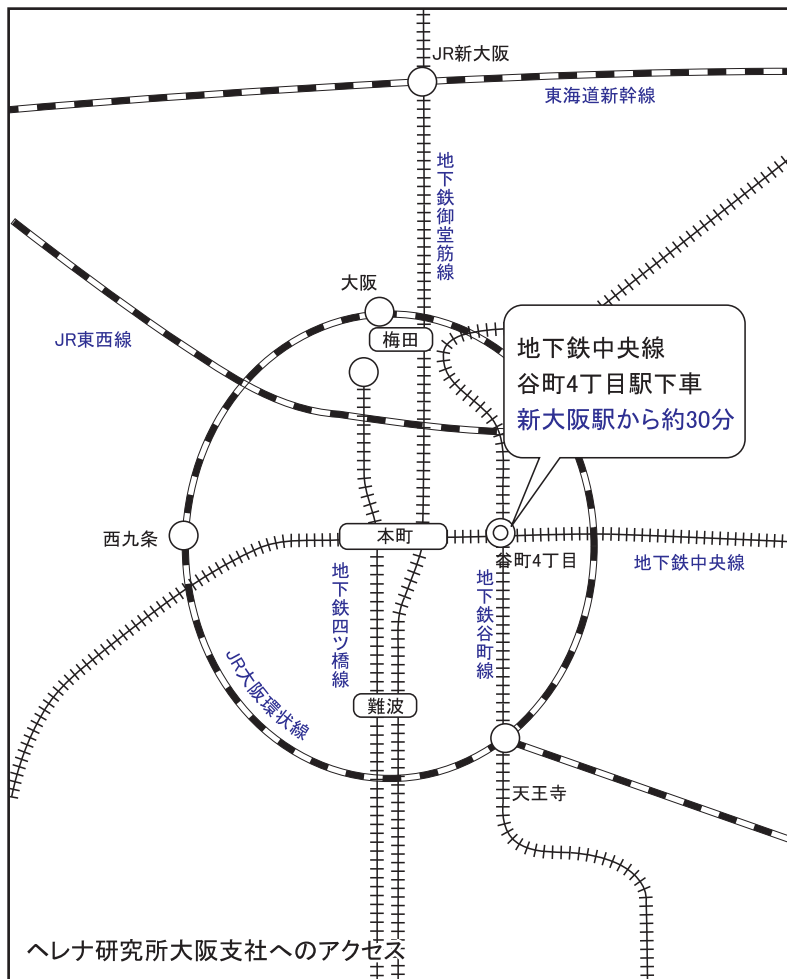 JR新大阪
東海道新幹線
地下鉄御堂筋線
大阪
JR東西線
梅田
地下鉄中央線
谷町4丁目駅下車
新大阪駅から約30分
西九条
本町
谷町4丁目
地下鉄中央線
地下鉄四ツ橋線
地下鉄谷町線
JR大阪環状線
難波
天王寺
ヘレナ研究所大阪支社へのアクセス